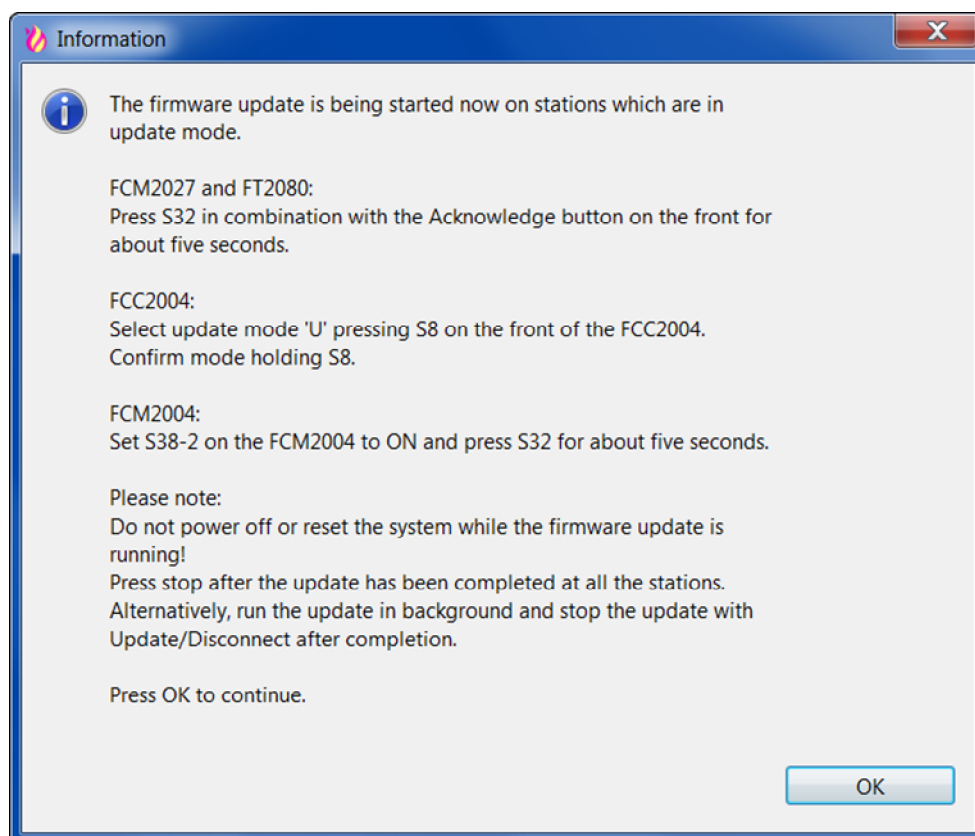 Information
The firmware update is being started now on stations which are in
update mode.
FCM2027 and FT2080:
Press S32 in combination with the Acknowledge button on the front for
about five seconds.
FCC2004:
Select update mode 'U' pressing S8 on the front of the FCC2004.
Confirm mode holding S8.
FCM2004:
Set S38-2 on the FCM2004 to ON and press S32 for about five seconds.
Please note:
Do not power off or reset the system while the firmware update is
running!
Press stop after the update has been completed at all the stations.
Alternatively, run the update in background and stop the update with
Update/Disconnect after completion.
Press OK to continue.
OK